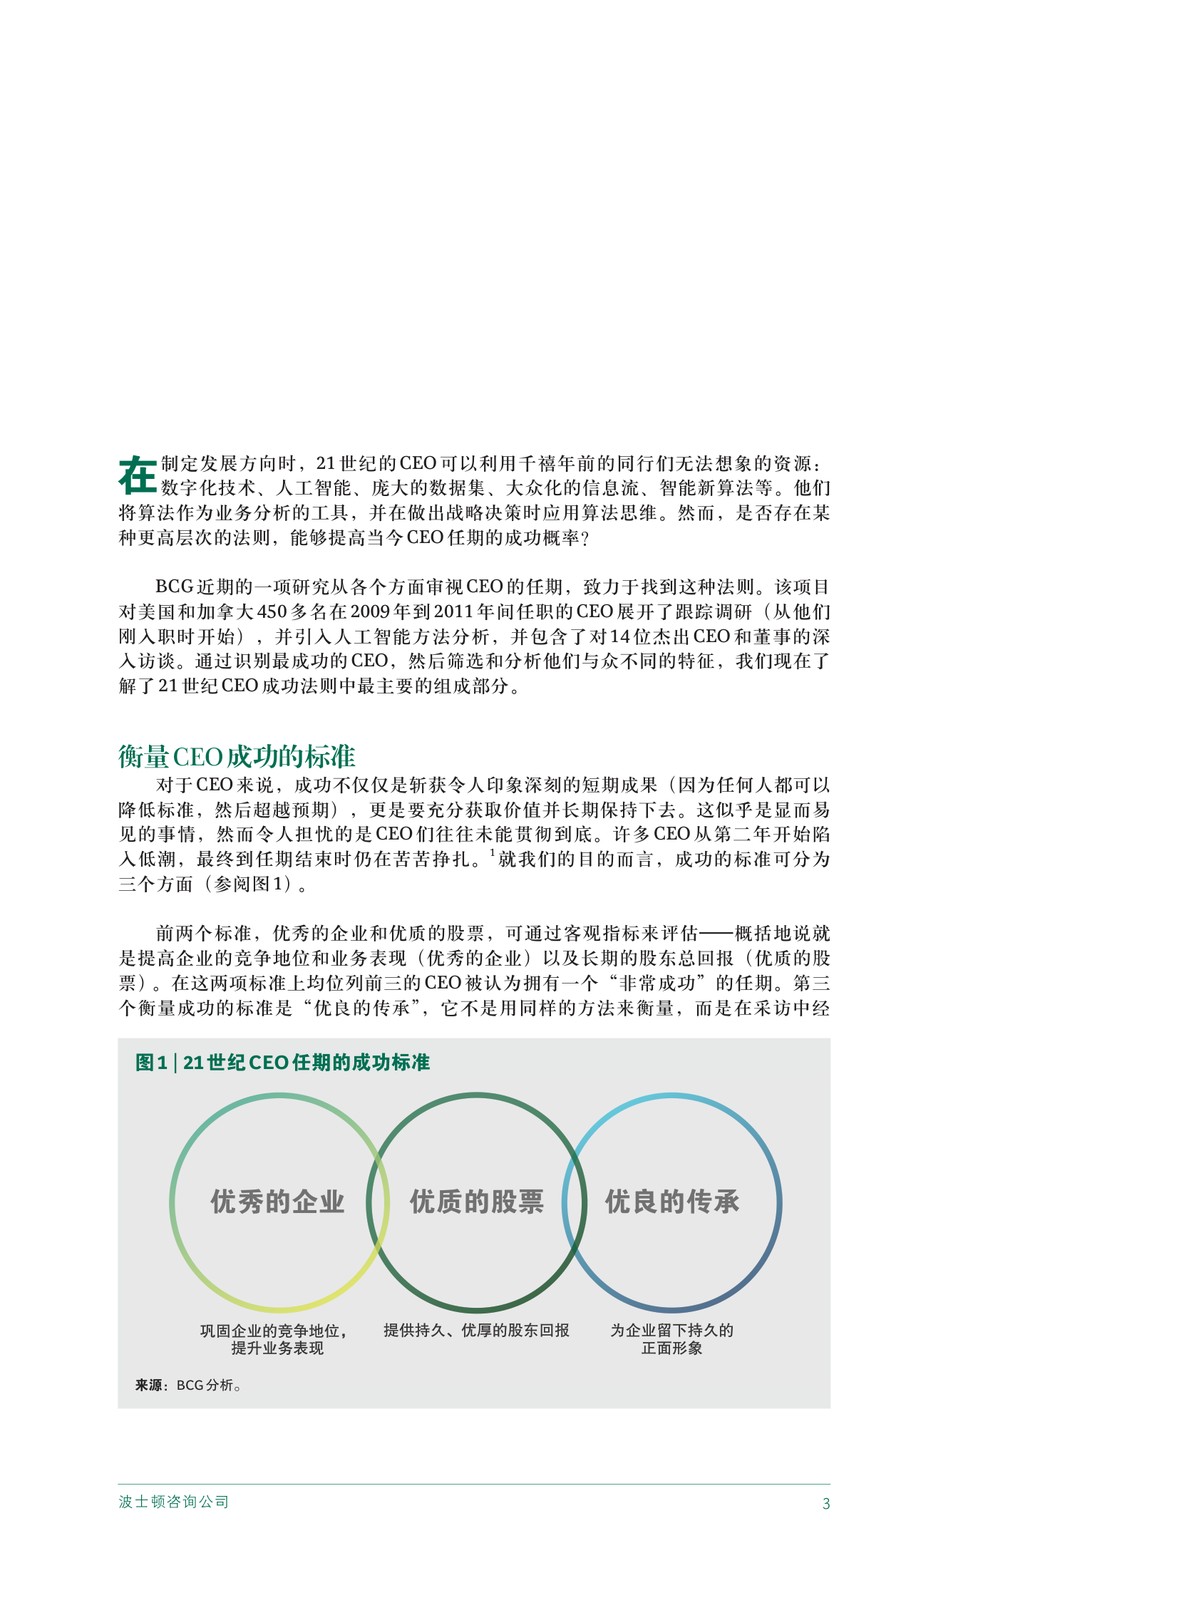 在制定发展方向时，21世纪的CEO可以利用千禧年前的同行们无法想象的资源：
数字化技术、人工智能、庞大的数据集、大众化的信息流、智能新算法等。他们
将算法作为业务分析的工具，并在做出战略决策时应用算法思维。然而，是否存在某
种更高层次的法则，能够提高当今CEO任期的成功概率？
BCG近期的一项研究从各个方面审视CEO的任期，致力于找到这种法则。该项目
对美国和加拿大450多名在2009年到2011年间任职的CEO展开了跟踪调研（从他们
刚入职时开始），并引入人工智能方法分析，并包含了对14位杰出CEO和董事的深
入访谈。通过识别最成功的CEO，然后筛选和分析他们与众不同的特征，我们现在了
解了21世纪CEO成功法则中最主要的组成部分。
衡量CEO成功的标准
对于CEO来说，成功不仅仅是斩获令人印象深刻的短期成果（因为任何人都可以
降低标准，然后超越预期），更是要充分获取价值并长期保持下去。这似乎是显而易
见的事情，然而令人担忧的是CEO们往往未能贯彻到底。许多CEO从第二年开始陷
入低潮，最终到任期结束时仍在苦苦挣扎。1就我们的目的而言，成功的标准可分为
三个方面（参阅图1）。
前两个标准，优秀的企业和优质的股票，可通过客观指标来评估——概括地说就
是提高企业的竞争地位和业务表现（优秀的企业）以及长期的股东总回报（优质的股
票）。在这两项标准上均位列前三的CEO被认为拥有一个“非常成功”的任期。第三
个衡量成功的标准是“优良的传承”，它不是用同样的方法来衡量，而是在采访中经
图1 | 21世纪CEO任期的成功标准
优秀的企业
优质的股票
优良的传承
巩固企业的竞争地位，
提升业务表现
提供持久、优厚的股东回报
为企业留下持久的
正面形象
来源：BCG分析。
波士顿咨询公司
3